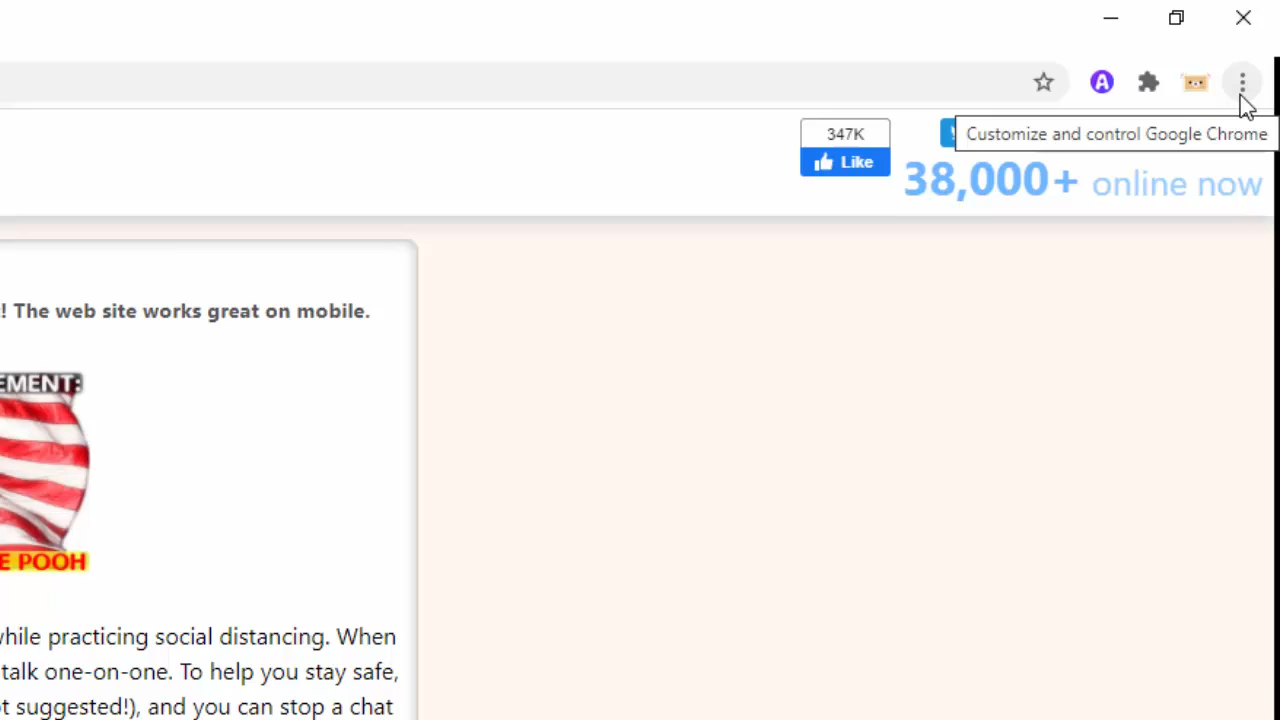 347K
Like
Customize and control Google Chrome
38,000+ online now
! The web site works great on mobile.
EMENT:
E POOH
while practicing social distancing. When
talk one-on-one. To help you stay safe,
t suggested!), and you can stop a chat